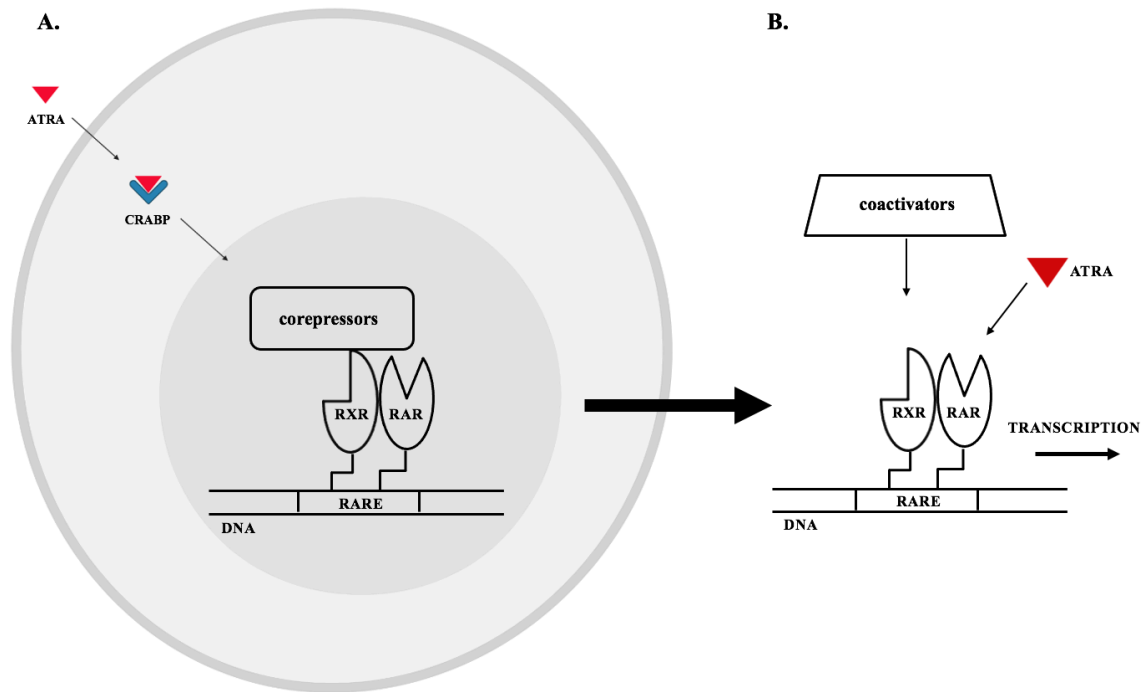 A.
ATRA
CRABP
corepressors
RXR
RAR
RARE
DNA
B.
coactivators
ATRA
RXR
RAR
TRANSCRIPTION
RARE
DNA